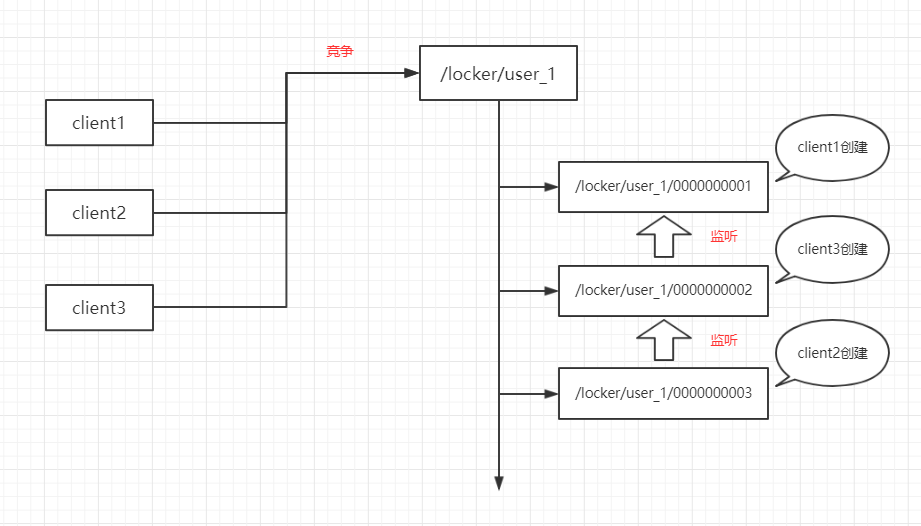 竞争
/locker/user_1
client1
client2
client3
client1创建
/locker/user_1/0000000001
监听
client3创建
/locker/user_1/0000000002
监听
client2创建
/locker/user_1/0000000003